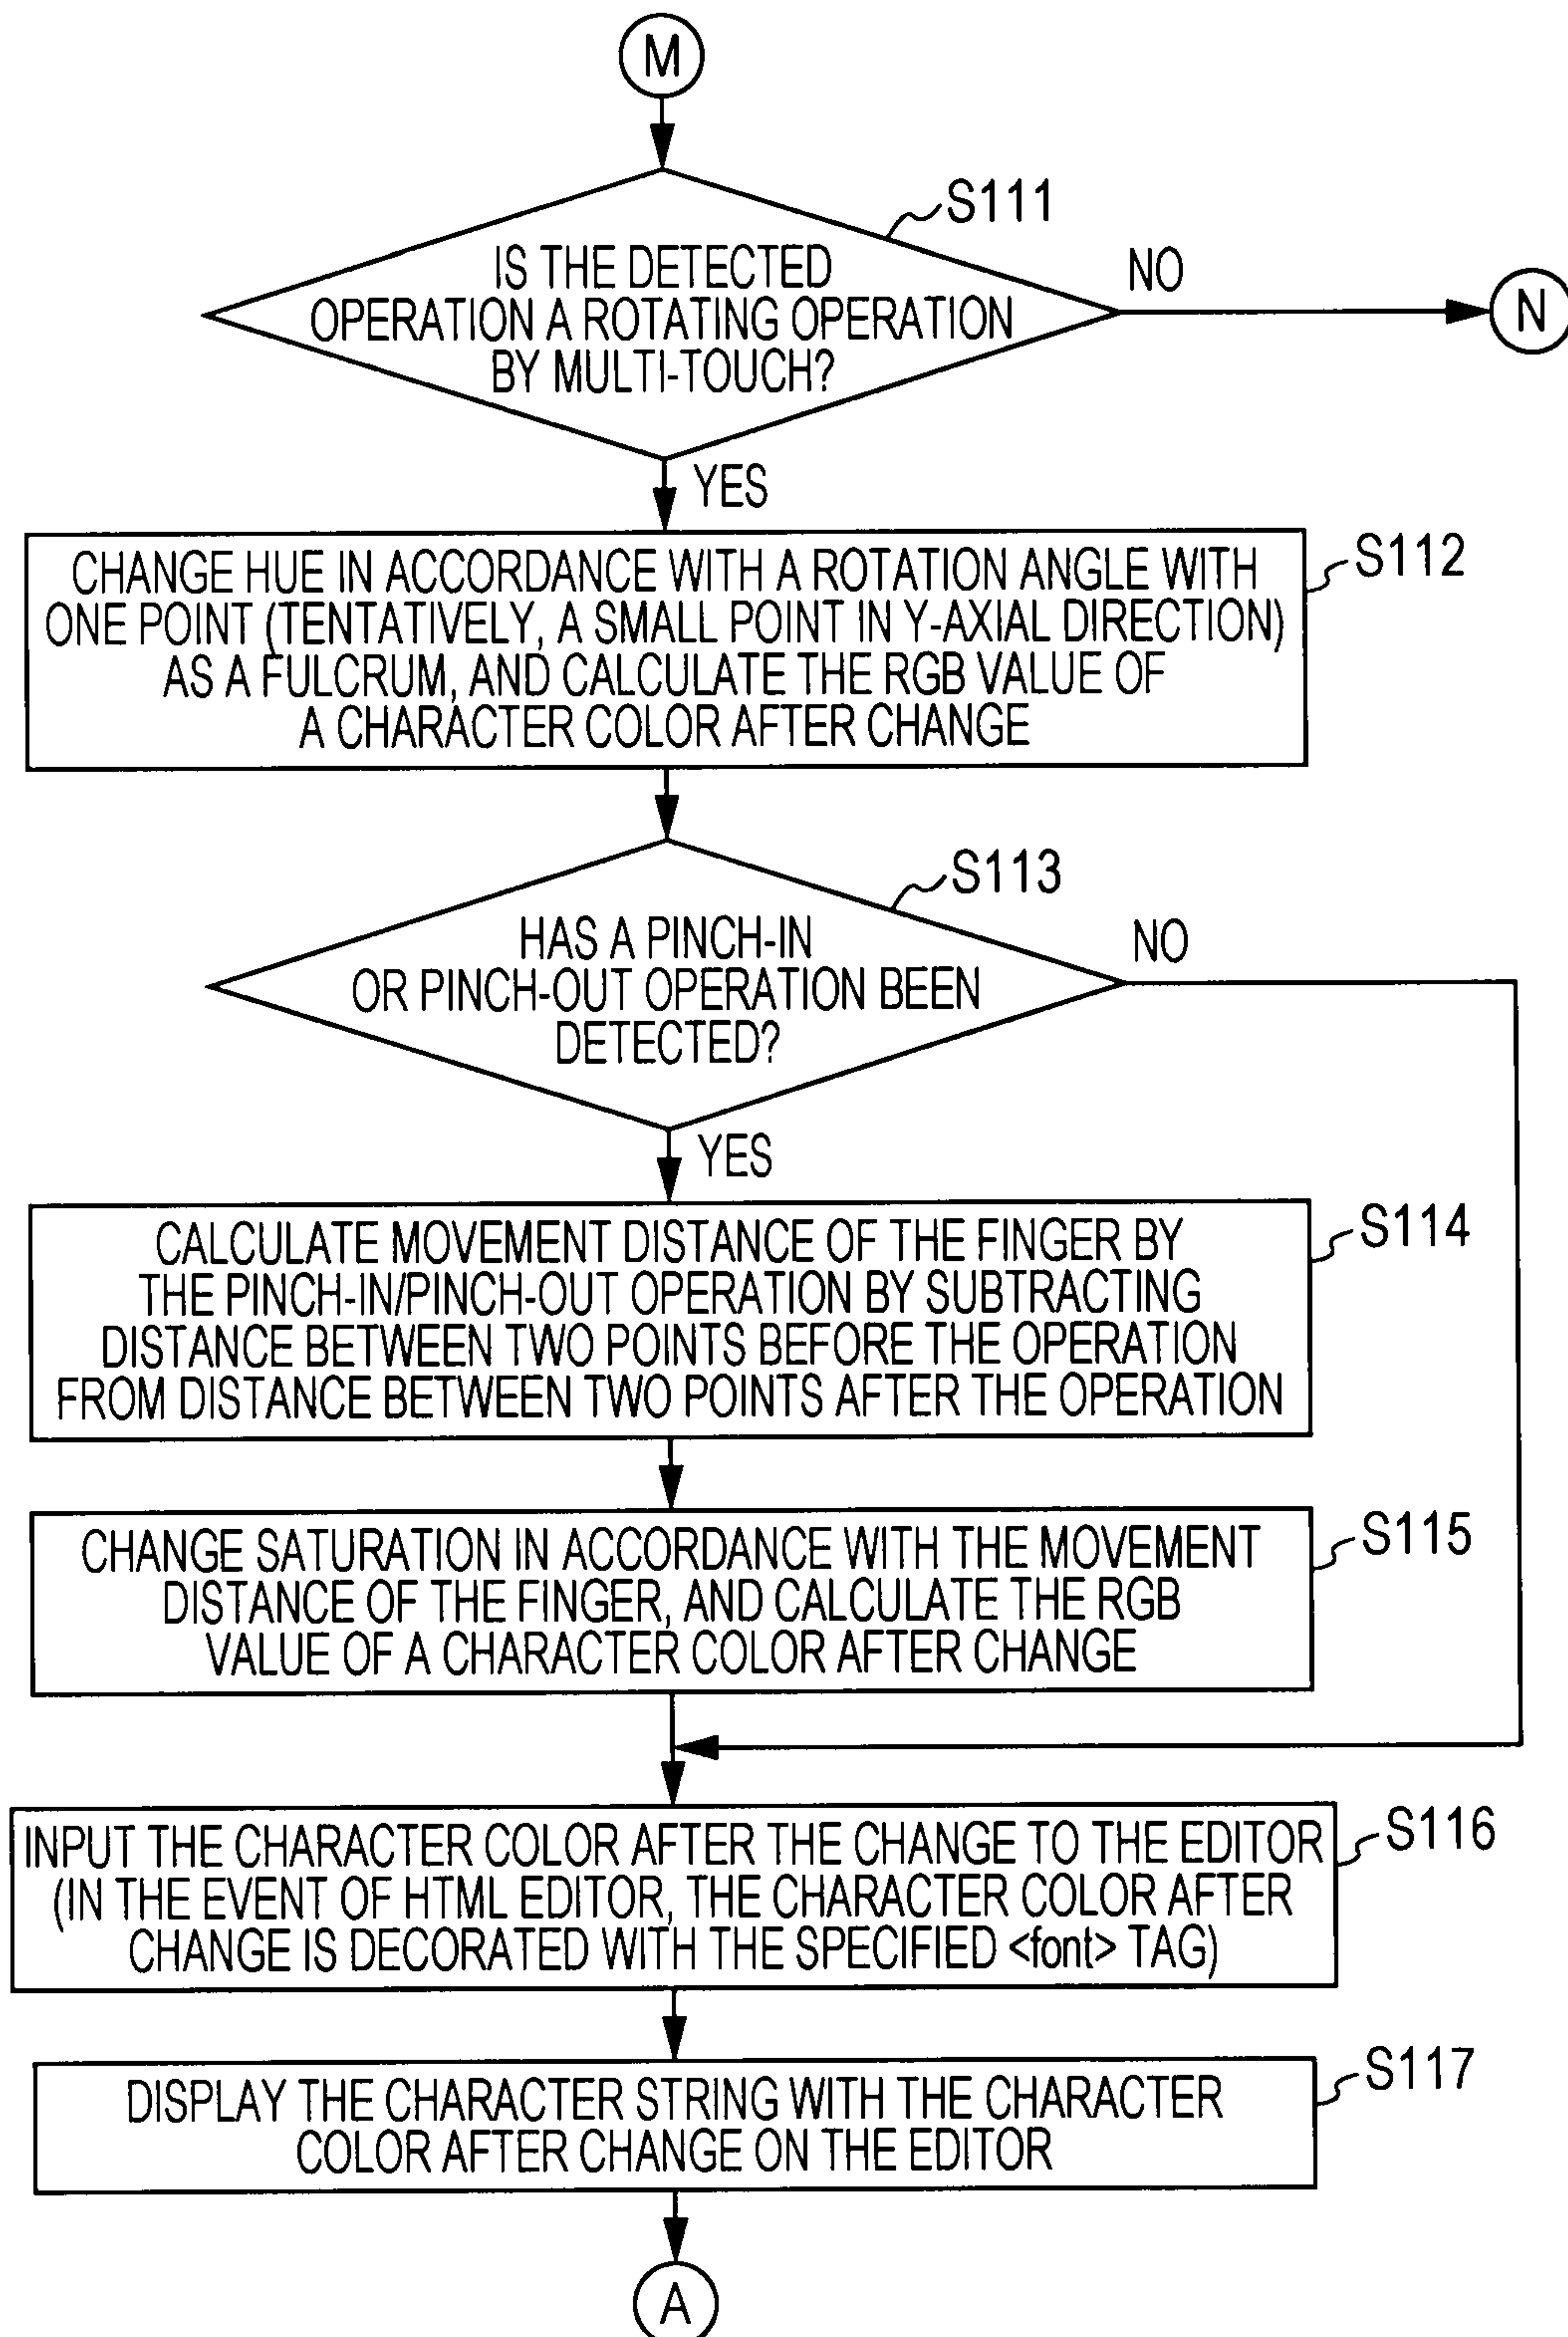 M
S111
IS THE DETECTED
OPERATION A ROTATING OPERATION
BY MULTI-TOUCH?
NO
N
YES
S112
CHANGE HUE IN ACCORDANCE WITH A ROTATION ANGLE WITH
ONE POINT (TENTATIVELY, A SMALL POINT IN Y-AXIAL DIRECTION)
AS A FULCRUM, AND CALCULATE THE RGB VALUE OF
A CHARACTER COLOR AFTER CHANGE
S113
HAS A PINCH-IN
OR PINCH-OUT OPERATION BEEN
DETECTED?
NO
YES
S114
CALCULATE MOVEMENT DISTANCE OF THE FINGER BY
THE PINCH-IN/PINCH-OUT OPERATION BY SUBTRACTING
DISTANCE BETWEEN TWO POINTS BEFORE THE OPERATION
FROM DISTANCE BETWEEN TWO POINTS AFTER THE OPERATION
S115
CHANGE SATURATION IN ACCORDANCE WITH THE MOVEMENT
DISTANCE OF THE FINGER, AND CALCULATE THE RGB
VALUE OF A CHARACTER COLOR AFTER CHANGE
S116
INPUT THE CHARACTER COLOR AFTER THE CHANGE TO THE EDITOR
(IN THE EVENT OF HTML EDITOR, THE CHARACTER COLOR AFTER
CHANGE IS DECORATED WITH THE SPECIFIED <font> TAG)
S117
DISPLAY THE CHARACTER STRING WITH THE CHARACTER
COLOR AFTER CHANGE ON THE EDITOR
A